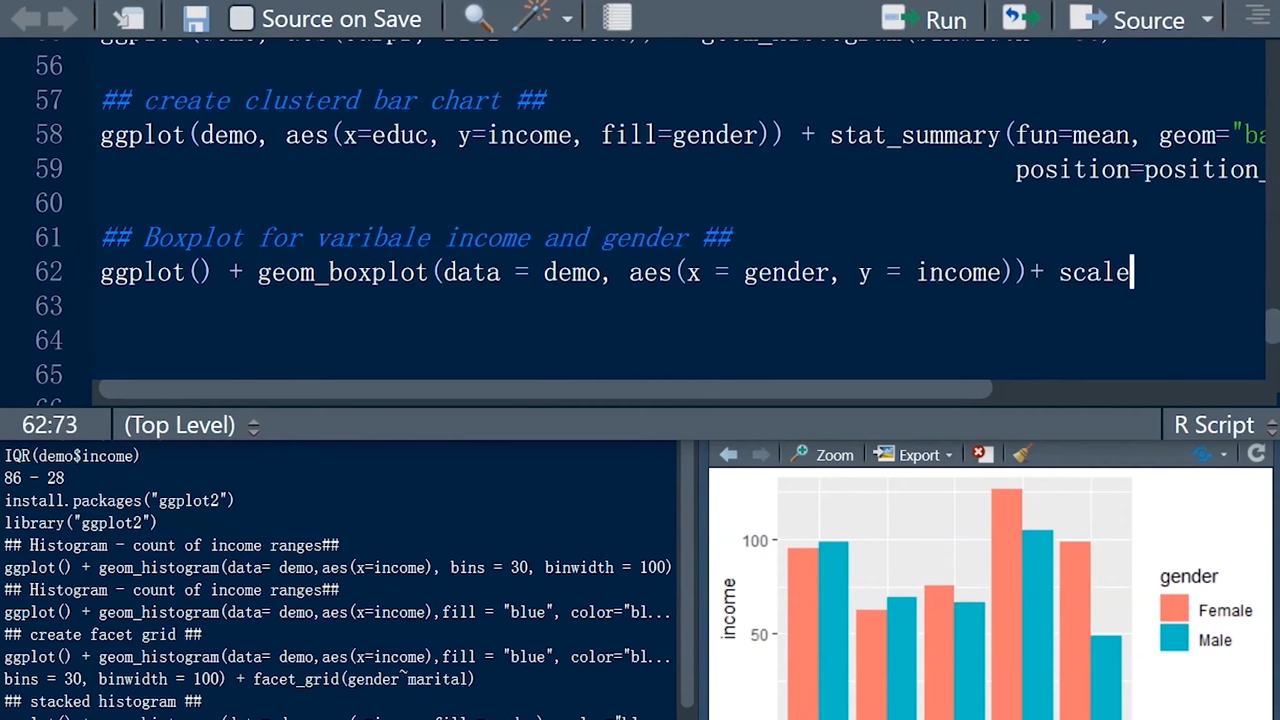 Source on Save Run Source
56
57 ## create clusterd bar chart ##
58 ggplot(demo, aes(x=educ, y=income, fill=gender)) + stat_summary(fun=mean, geom="ba
59 position=position_
60
61 ## Boxplot for varibale income and gender ##
62 ggplot() + geom_boxplot(data = demo, aes(x = gender, y = income))+ scale
63
64
65
62:73 (Top Level) R Script
IQR(demo$income)
86 - 28
install.packages("ggplot2")
library("ggplot2")
## Histogram - count of income ranges##
ggplot() + geom_histogram(data= demo,aes(x=income), bins = 30, binwidth = 100)
## Histogram - count of income ranges##
ggplot() + geom_histogram(data= demo,aes(x=income),fill = "blue", color="bl...
## create facet grid ##
ggplot() + geom_histogram(data= demo,aes(x=income),fill = "blue", color="bl...
bins = 30, binwidth = 100) + facet_grid(gender~marital)
## stacked histogram ##
Zoom Export
100
50
income
gender
Female
Male